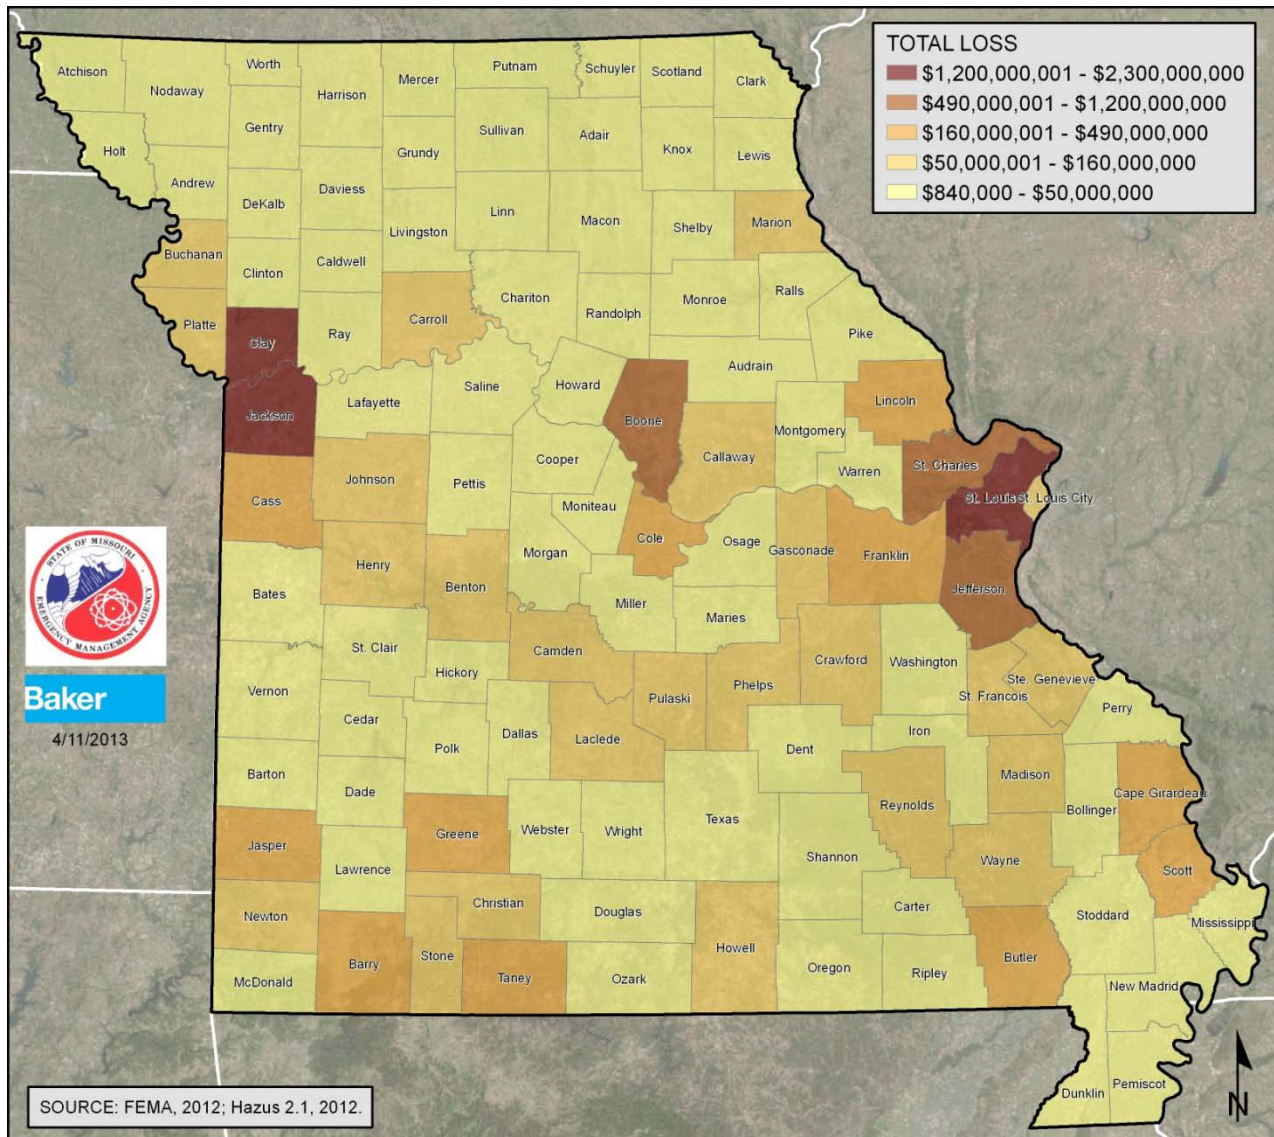 TOTAL LOSS
$1,200,000,001 - $2,300,000,000
$490,000,001 - $1,200,000,000
$160,000,001 - $490,000,000
$50,000,001 - $160,000,000
$840,000 - $50,000,000
Atchison
Nodaway
Worth
Harrison
Mercer
Putnam
Schuyler
Scotland
Clark
Holt
Gentry
Sullivan
Adair
Knox
Lewis
Andrew
DeKalb
Daviess
Grundy
Livingston
Linn
Macon
Shelby
Marion
Buchanan
Clinton
Caldwell
Carroll
Chariton
Randolph
Monroe
Ralls
Pike
Platte
Clay
Ray
Jackson
Lafayette
Saline
Howard
Boone
Audrain
Callaway
Montgomery
Lincoln
Warren
St. Charles
St. Louis
St. Louis City
Cass
Johnson
Pettis
Cooper
Moniteau
Cole
Osage
Gasconade
Franklin
Jefferson
Bates
Henry
Benton
Morgan
Miller
Maries
St. Clair
Hickory
Camden
Pulaski
Phelps
Crawford
Washington
St. Francois
Ste. Genevieve
Perry
Vernon
Cedar
Polk
Dallas
Laclede
Dent
Iron
Madison
Bollinger
Cape Girardeau
Barton
Dade
Greene
Webster
Wright
Texas
Shannon
Reynolds
Wayne
Scott
Jasper
Lawrence
Newton
Christian
Douglas
Howell
Carter
Stoddard
Mississippi
McDonald
Barry
Stone
Taney
Ozark
Oregon
Ripley
Butler
New Madrid
Dunklin
Pemiscot
STATE OF MISSOURI
EMERGENCY MANAGEMENT AGENCY
Baker
4/11/2013
SOURCE: FEMA, 2012; Hazus 2.1, 2012.
N